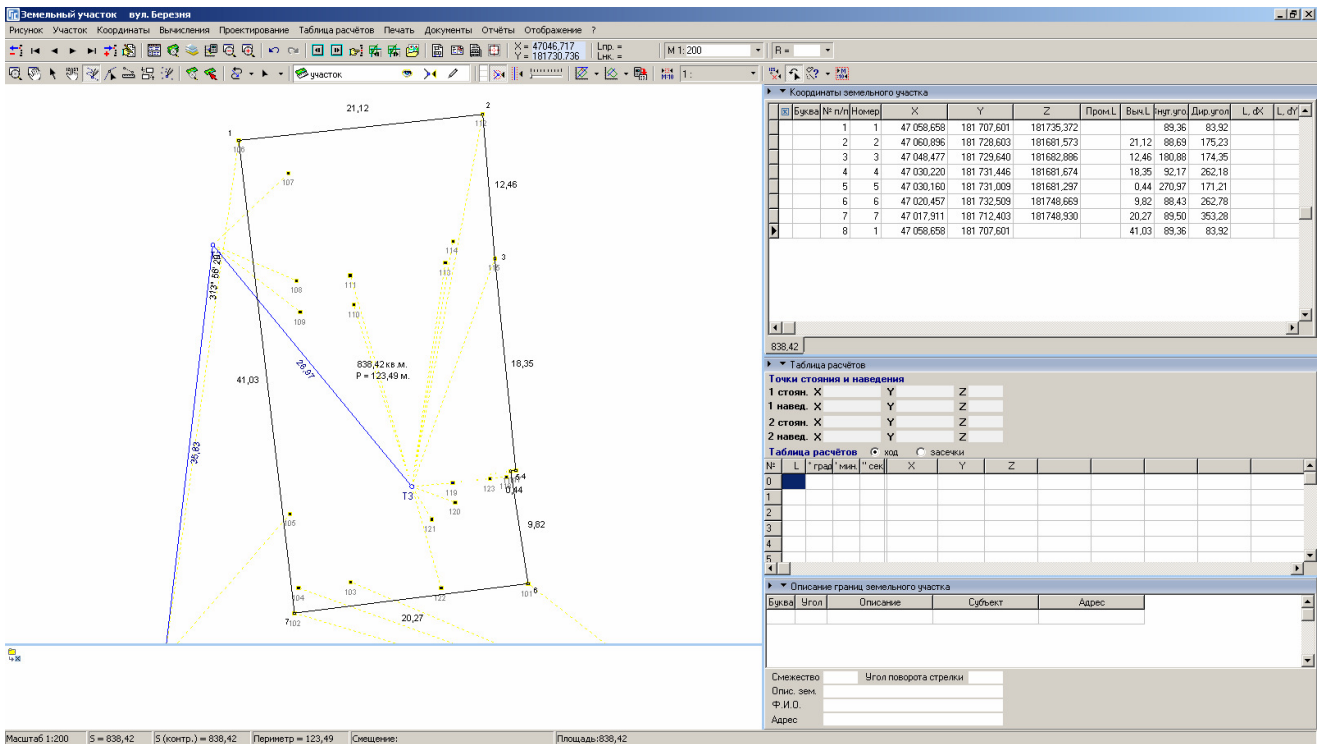 Земельный участок вул. Березня
Рисунок Участок Координаты Вычисления Проектирование Таблица расчётов Печать Документы Отчёты Отображение ?
X = 47046,717 Lпр. = M 1: 200 R =
Y = 181730.736 Lнк. =
участок 1:
Координаты земельного участка
Буква № п/п Номер X Y Z Пром.L Выч.L Внут.уго. Дир.угол L, dX L, dY
1 1 47 058,658 181 707,601 181735,372 89,36 83,92
2 2 47 060,896 181 728,603 181681,573 21,12 88,69 175,23
3 3 47 048,477 181 729,640 181682,886 12,46 180,88 174,35
4 4 47 030,220 181 731,446 181681,674 18,35 92,17 262,18
5 5 47 030,160 181 731,009 181681,297 0,44 270,97 171,21
6 6 47 020,457 181 732,509 181748,669 9,82 88,43 262,78
7 7 47 017,911 181 712,403 181748,930 20,27 89,50 353,28
8 1 47 058,658 181 707,601 41,03 89,36 83,92
838,42
Таблица расчётов
Точки стояния и наведения
1 стоян. X Y Z
1 навед. X Y Z
2 стоян. X Y Z
2 навед. X Y Z
Таблица расчётов ход засечки
№ L ° град ' мин. " сек. X Y Z
0
1
2
3
4
5
Описание границ земельного участка
Буква Угол Описание Субъект Адрес
Смежество Угол поворота стрелки
Опис. зем.
Ф.И.О.
Адрес
21,12
2
112
1
106
107
12,46
114
113
3
115
313° 56' 20"
108
111
110
109
26,97
838,42 кв.м.
P = 123,49 м.
18,35
41,03
35,83
T3
119
123
4
0,44
120
121
105
9,82
104
103
122
101
6
7
102
20,27
Масштаб 1:200 S = 838,42 S (контр.) = 838,42 Периметр = 123,49 Смещение: Площадь:838,42